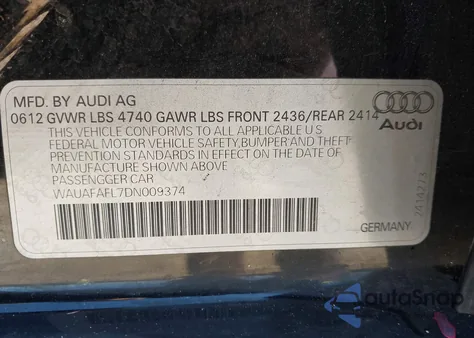 MFD. BY AUDI AG
0612 GVWR LBS 4740 GAWR LBS FRONT 2436/REAR 2414
THIS VEHICLE CONFORMS TO ALL APPLICABLE U S
FEDERAL MOTOR VEHICLE SAFETY, BUMPER AND THEFT
PREVENTION STANDARDS IN EFFECT ON THE DATE OF
MANUFACTURE SHOWN ABOVE
PASSENGER CAR
WAUAFAFL7DN009374
Audi
GERMANY
autoSnap